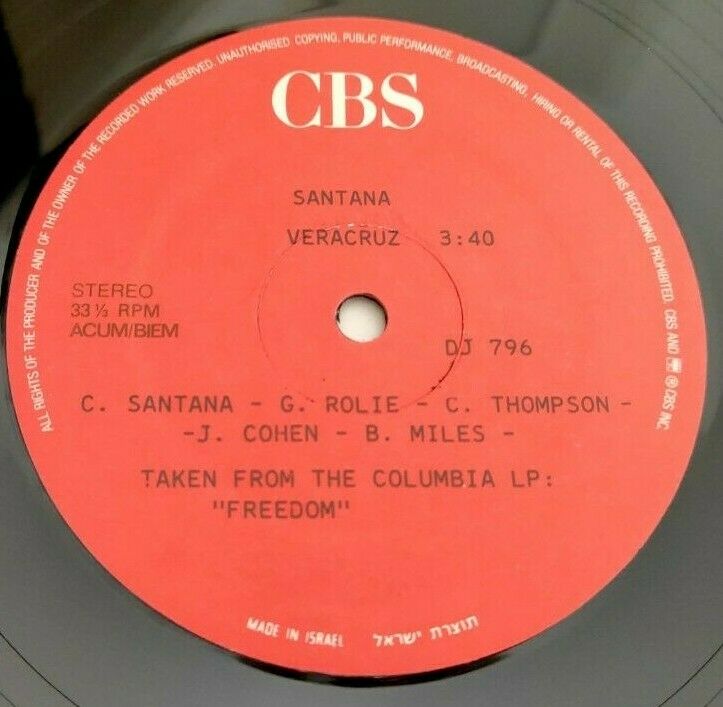 ALL RIGHTS OF THE PRODUCER AND OF THE OWNER OF THE RECORDED WORK RESERVED. UNAUTHORISED COPYING, PUBLIC PERFORMANCE, BROADCASTING, HIRING OR RENTAL OF THIS RECORDING PROHIBITED. CBS AND ® CBS INC.
CBS
SANTANA
VERACRUZ 3:40
STEREO
33 ⅓ RPM
ACUM/BIEM
DJ 796
C. SANTANA - G. ROLIE - C. THOMPSON -
-J. COHEN - B. MILES -
TAKEN FROM THE COLUMBIA LP:
"FREEDOM"
MADE IN ISRAEL תוצרת ישראל